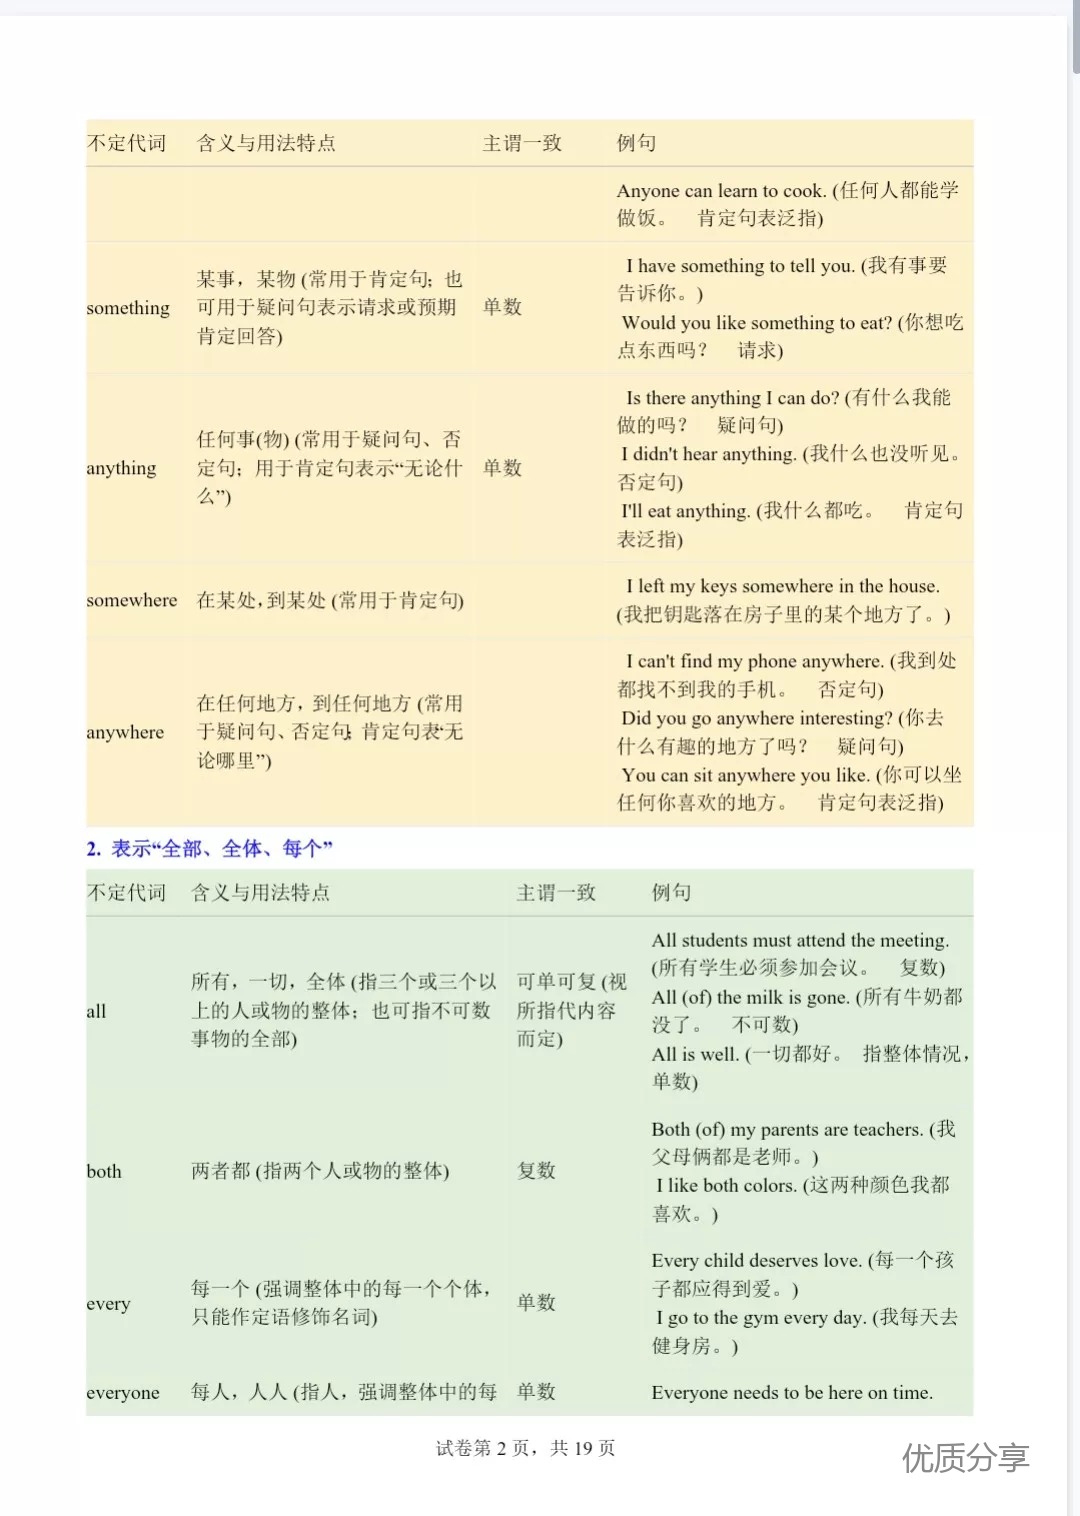 不定代词 含义与用法特点 主谓一致 例句
Anyone can learn to cook. (任何人都能学
做饭。 肯定句表泛指)
something
某事，某物 (常用于肯定句；也
可用于疑问句表示请求或预期
肯定回答)
单数
I have something to tell you. (我有事要
告诉你。)
Would you like something to eat? (你想吃
点东西吗？ 请求)
anything
任何事(物) (常用于疑问句、否
定句；用于肯定句表示“无论什
么”)
单数
Is there anything I can do? (有什么我能
做的吗？ 疑问句)
I didn't hear anything. (我什么也没听见。
否定句)
I'll eat anything. (我什么都吃。 肯定句
表泛指)
somewhere 在某处，到某处 (常用于肯定句)
I left my keys somewhere in the house.
(我把钥匙落在房子里的某个地方了。)
anywhere
在任何地方，到任何地方 (常用
于疑问句、否定句；肯定句表“无
论哪里”)
I can't find my phone anywhere. (我到处
都找不到我的手机。 否定句)
Did you go anywhere interesting? (你去
什么有趣的地方了吗？ 疑问句)
You can sit anywhere you like. (你可以坐
任何你喜欢的地方。 肯定句表泛指)
2. 表示“全部、全体、每个”
不定代词 含义与用法特点 主谓一致 例句
all
所有，一切，全体 (指三个或三个以
上的人或物的整体；也可指不可数
事物的全部)
可单可复 (视
所指代内容
而定)
All students must attend the meeting.
(所有学生必须参加会议。 复数)
All (of) the milk is gone. (所有牛奶都
没了。 不可数)
All is well. (一切都好。 指整体情况，
单数)
both 两者都 (指两个人或物的整体) 复数
Both (of) my parents are teachers. (我
父母俩都是老师。)
I like both colors. (这两种颜色我都
喜欢。)
every
每一个 (强调整体中的每一个个体，
只能作定语修饰名词)
单数
Every child deserves love. (每一个孩
子都应得到爱。)
I go to the gym every day. (我每天去
健身房。)
everyone 每人，人人 (指人，强调整体中的每 单数 Everyone needs to be here on time.
试卷第 2 页，共 19 页
优质分享